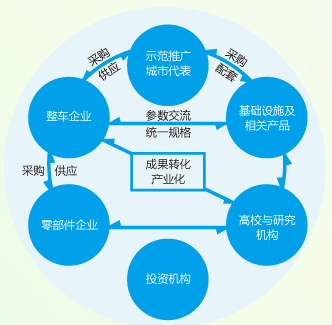 示范推广
城市代表
采购
供应
采购
配套
整车企业
参数交流
统一规格
基础设施及
相关产品
成果转化
产业化
采购 供应
零部件企业
高校与研究
机构
投资机构